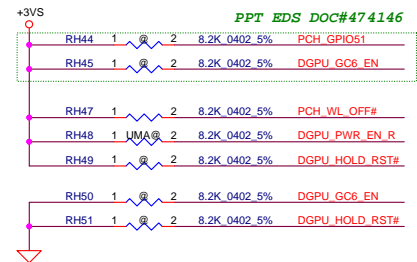 +3VS
PPT EDS DOC#474146
RH44 1 @ 2 8.2K_0402_5% PCH_GPIO51
RH45 1 @ 2 8.2K_0402_5% DGPU_GC6_EN
RH47 1 2 8.2K_0402_5% PCH_WL_OFF#
RH48 1 UMA@ 2 8.2K_0402_5% DGPU_PWR_EN_R
RH49 1 @ 2 8.2K_0402_5% DGPU_HOLD_RST#
RH50 1 @ 2 8.2K_0402_5% DGPU_GC6_EN
RH51 1 @ 2 8.2K_0402_5% DGPU_HOLD_RST#